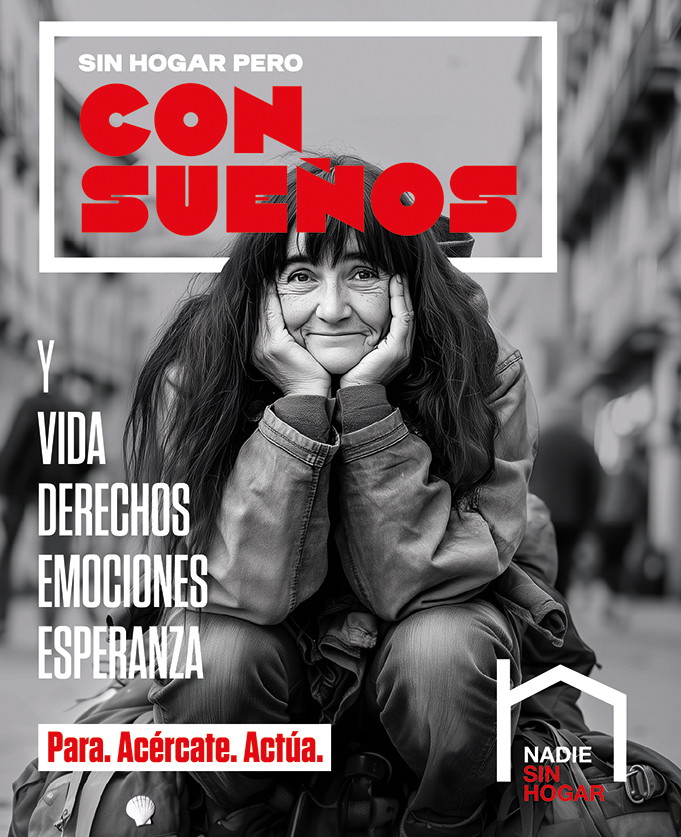 SIN HOGAR PERO
CON
SUEÑOS
Y
VIDA
DERECHOS
EMOCIONES
ESPERANZA
Para. Acércate. Actúa.
NADIE
SIN
HOGAR